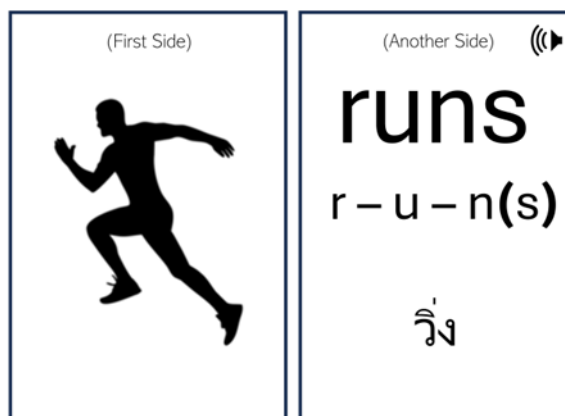 (First Side)
(Another Side)
runs
r – u – n(s)
วิ่ง